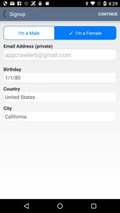 4:29
Signup
CONTINUE
I'm a Male
✓ I'm a Female
Email Address (private)
appcrawler6@gmail.com
Birthday
1/1/80
Country
United States
City
California